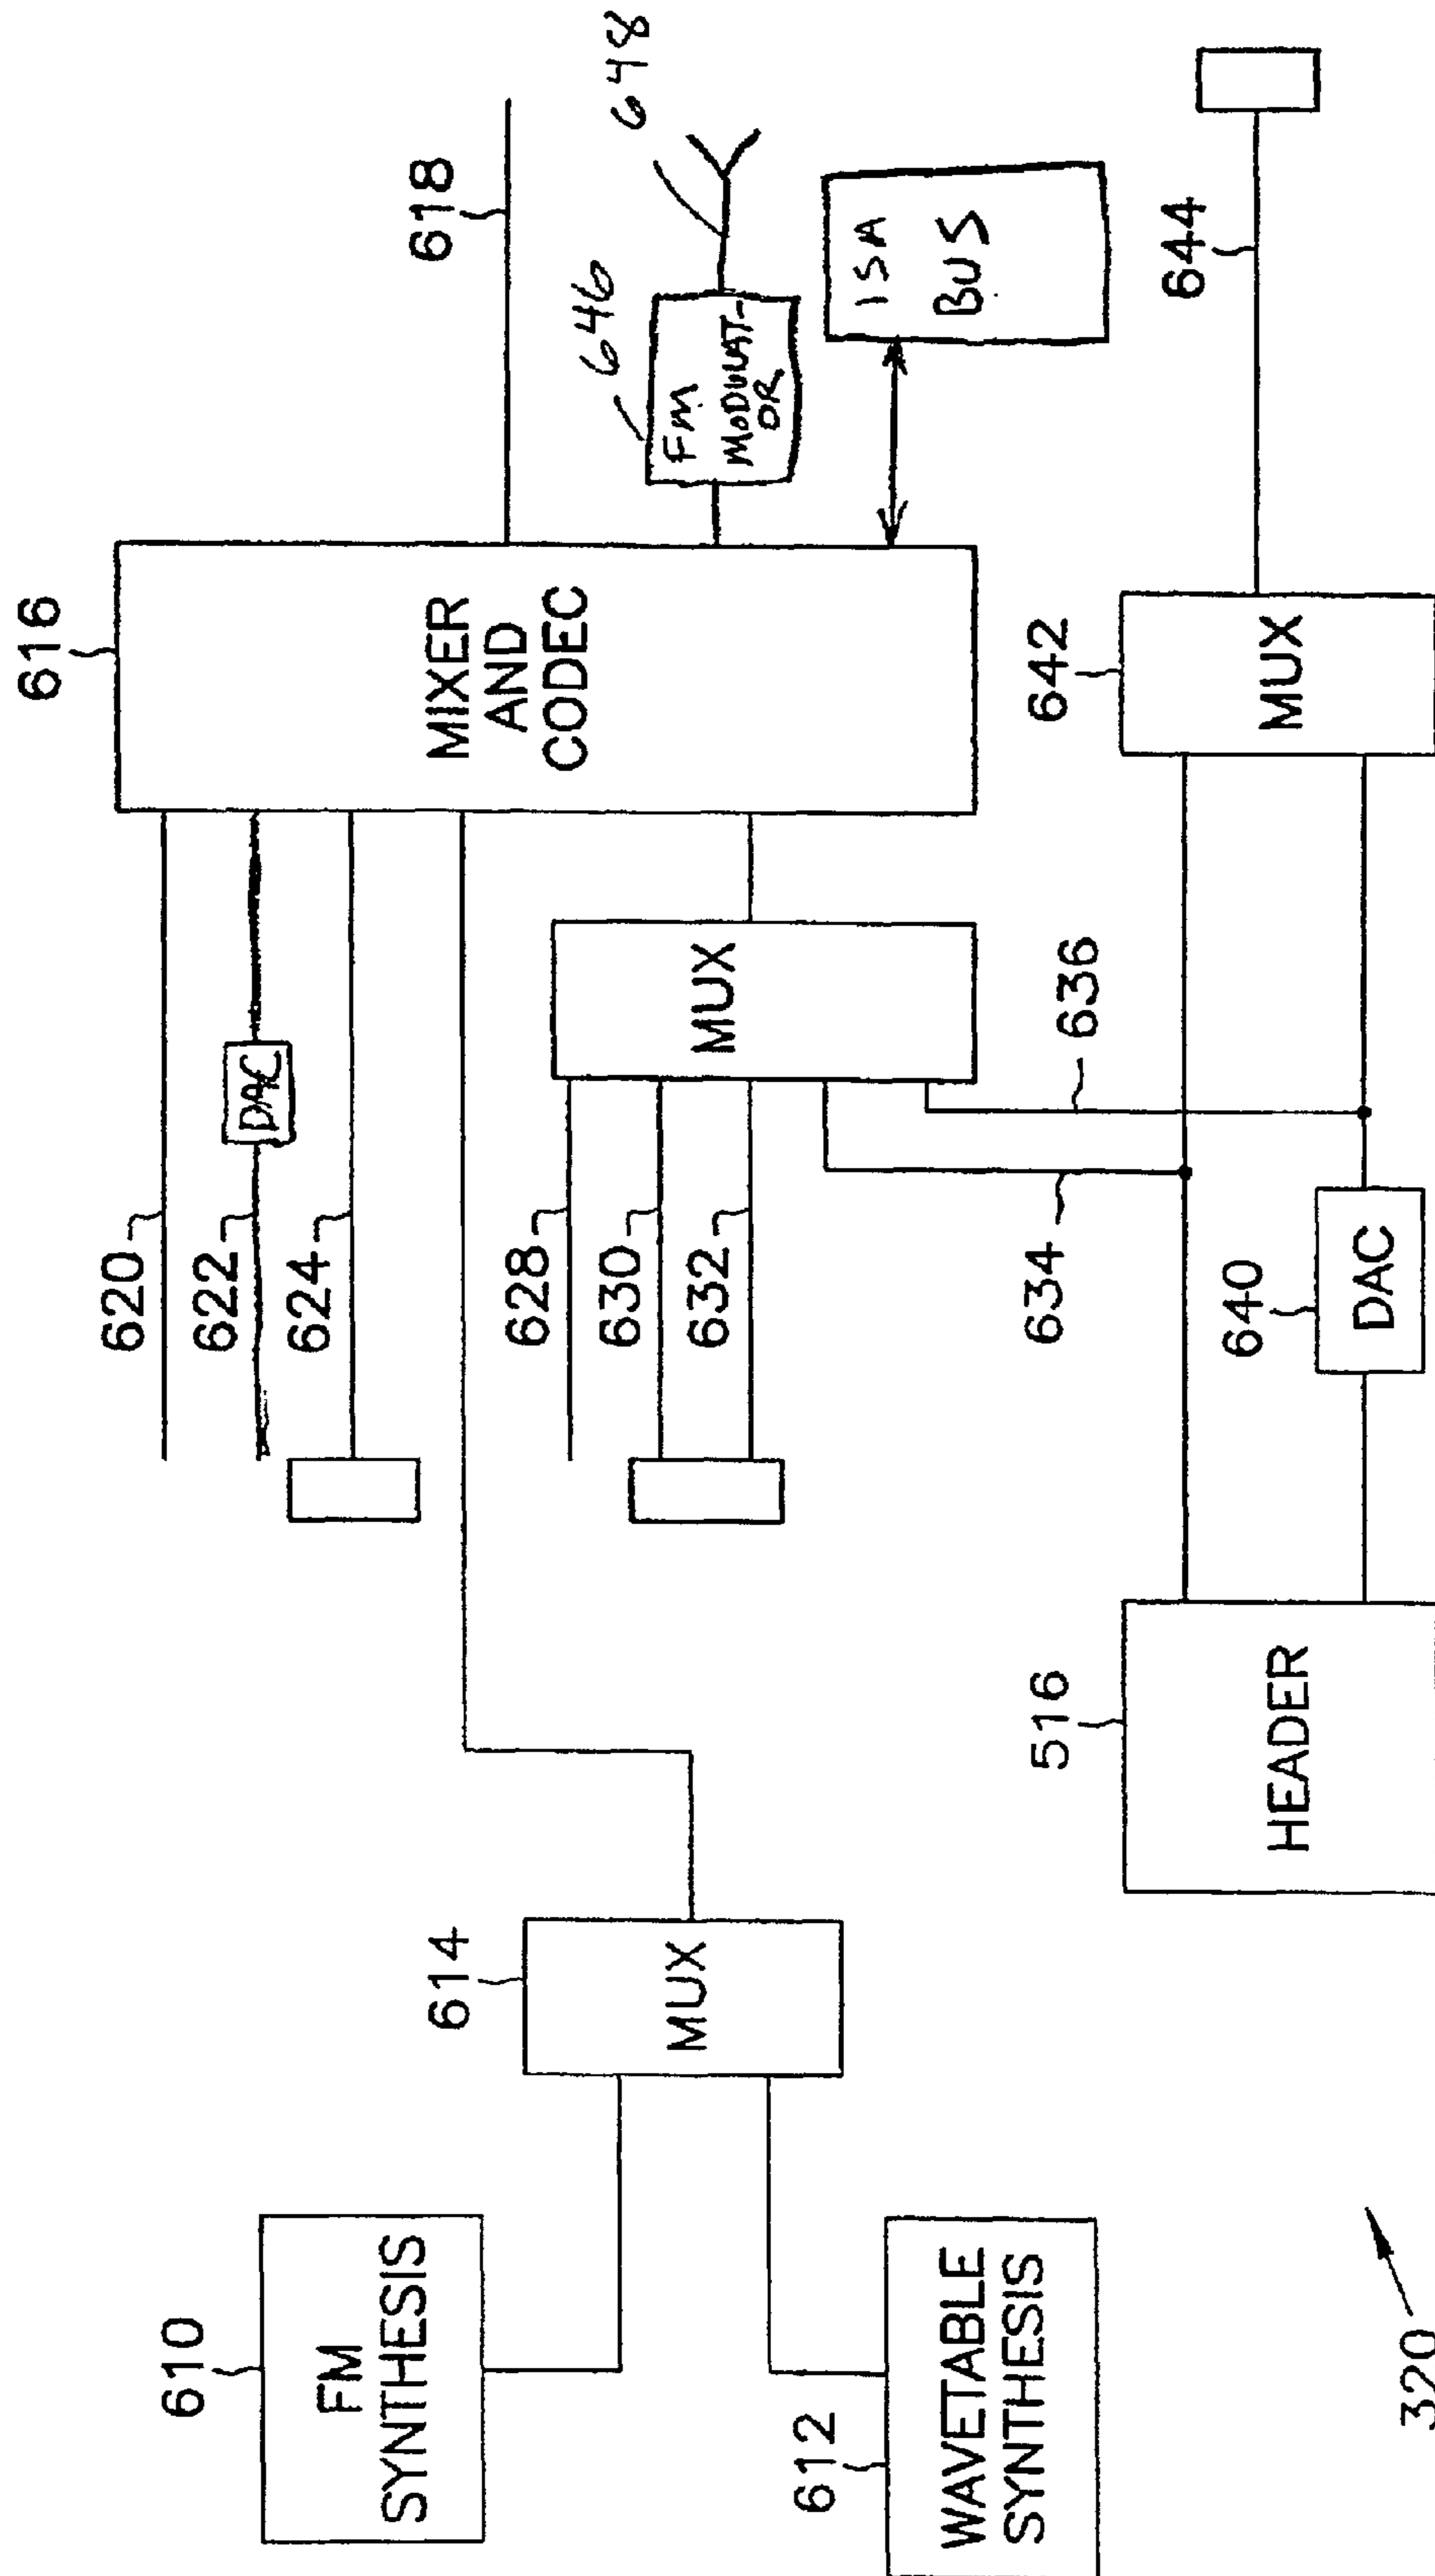 610
FM
SYNTHESIS
612
WAVETABLE
SYNTHESIS
614
MUX
616
MIXER
AND
CODEC
618
620
622
DAC
624
628
630
632
MUX
634
636
FM
MODULAT-
OR
646
648
ISA
BUS
516
HEADER
640
DAC
642
MUX
644
320